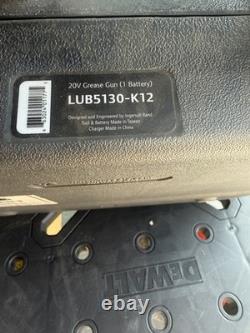 20V Grease Gun (1 Battery)
LUB5130-K12
Designed and Engineered by Ingersoll Rand
Tool & Battery Made in Taiwan
Charger Made in China
DEWALT